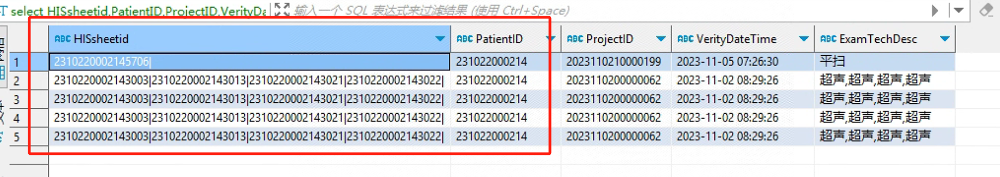 select HISsheetid,PatientID,ProjectID,VerityDa 输入一个 SQL 表达式来过滤结果 (使用 Ctrl+Space)
ABC HISsheetid ABC PatientID ABC ProjectID ABC VerityDateTime ABC ExamTechDesc
1 2310220002145706| 231022000214 2023110210000199 2023-11-05 07:26:30 平扫
2 2310220002143003|2310220002143013|2310220002143021|2310220002143022| 231022000214 2023110200000062 2023-11-02 08:29:26 超声,超声,超声,超声
3 2310220002143003|2310220002143013|2310220002143021|2310220002143022| 231022000214 2023110200000062 2023-11-02 08:29:26 超声,超声,超声,超声
4 2310220002143003|2310220002143013|2310220002143021|2310220002143022| 231022000214 2023110200000062 2023-11-02 08:29:26 超声,超声,超声,超声
5 2310220002143003|2310220002143013|2310220002143021|2310220002143022| 231022000214 2023110200000062 2023-11-02 08:29:26 超声,超声,超声,超声